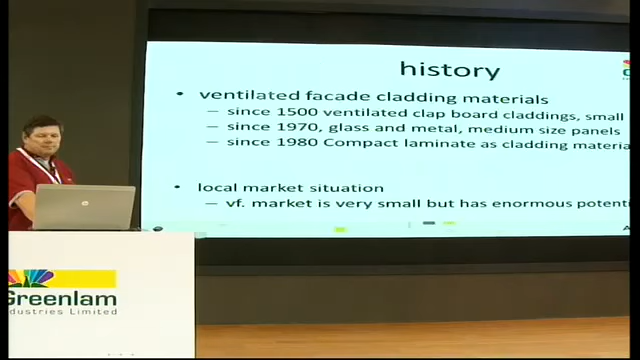 history
• ventilated facade cladding materials
– since 1500 ventilated clap board claddings, small
– since 1970, glass and metal, medium size panels
– since 1980 Compact laminate as cladding materia
• local market situation
– vf. market is very small but has enormous potenti
Greenlam
ndustries Limited